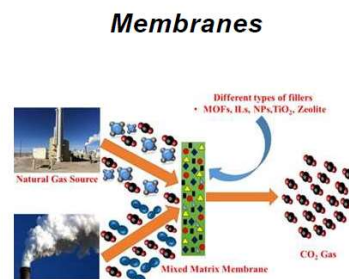 Membranes
Different types of fillers
• MOFs, ILs, NPs,TiO₂, Zeolite
Natural Gas Source
Mixed Matrix Membrane
CO₂ Gas